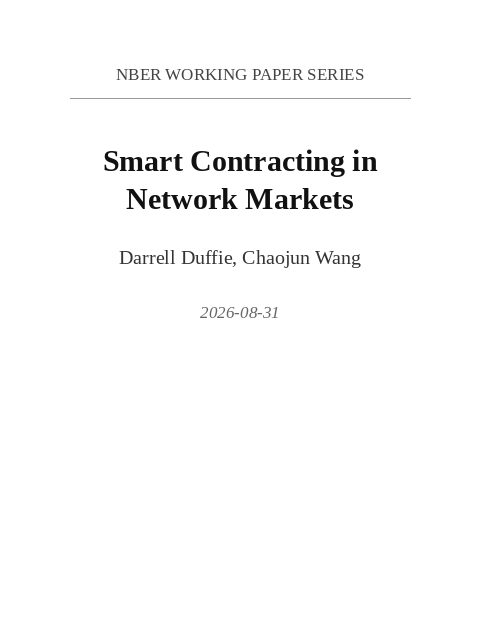 NBER WORKING PAPER SERIES
Smart Contracting in
Network Markets
Darrell Duffie, Chaojun Wang
2026-08-31